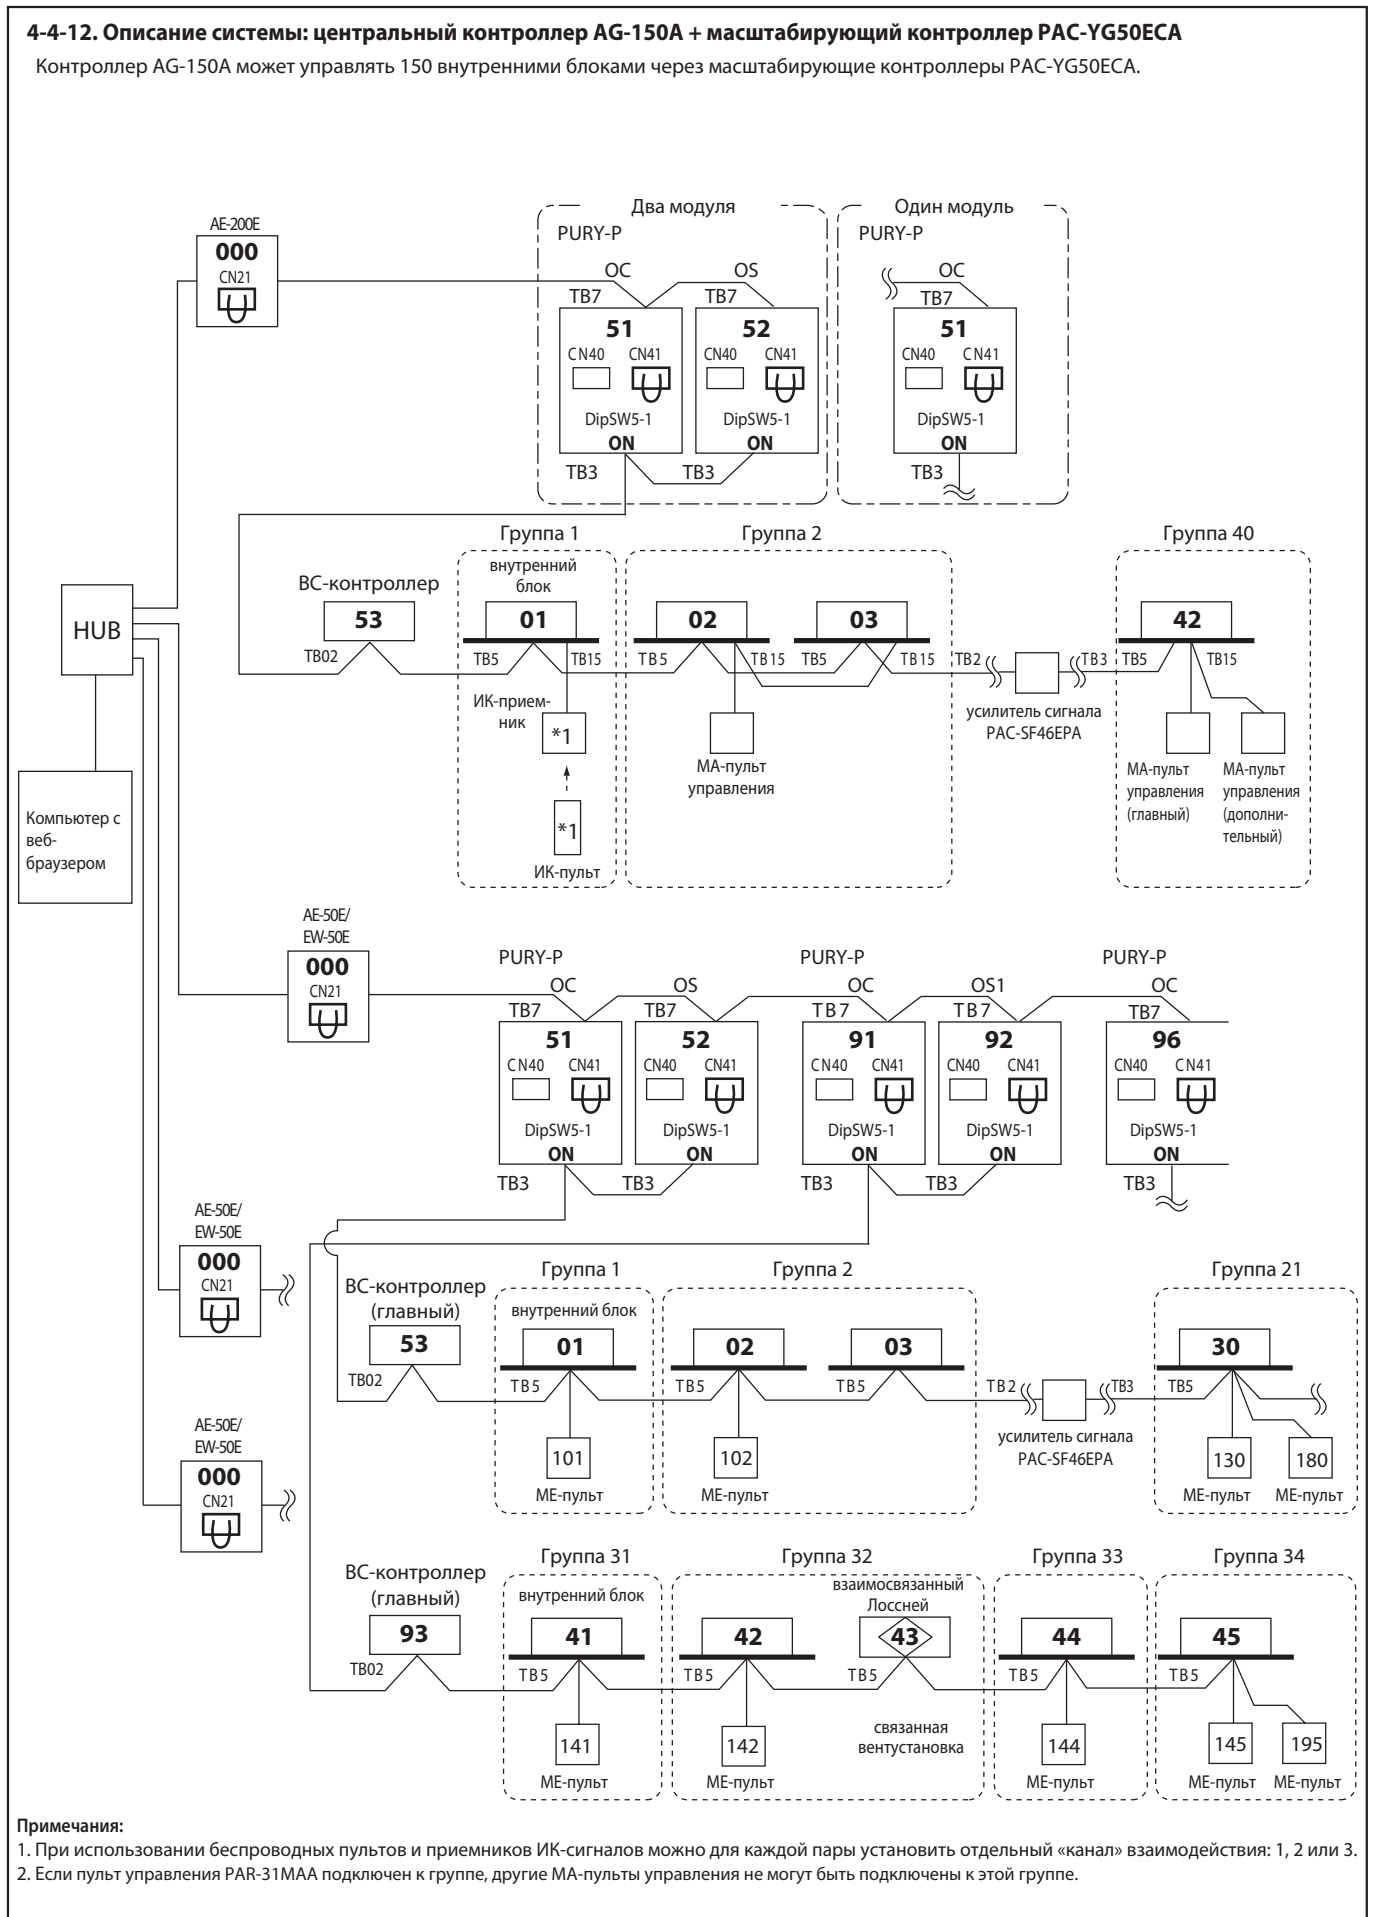 4-4-12. Описание системы: центральный контроллер AG-150A + масштабирующий контроллер PAC-YG50ECA
Контроллер AG-150A может управлять 150 внутренними блоками через масштабирующие контроллеры PAC-YG50ECA.
Два модуля
Один модуль
PURY-P
PURY-P
AE-200E
000
CN21
OC
OS
OC
TB7
TB7
TB7
51
52
51
CN40
CN41
CN40
CN41
CN40
CN41
DipSW5-1
DipSW5-1
DipSW5-1
ON
ON
ON
TB3
TB3
TB3
Группа 1
Группа 2
Группа 40
внутренний
блок
BC-контроллер
53
01
02
03
42
HUB
TB02
TB5
TB15
TB5
TB15
TB5
TB15
TB2
TB3
TB5
TB15
ИК-прием-
ник
*1
усилитель сигнала
PAC-SF46EPA
МА-пульт
управления
МА-пульт
управления
(главный)
МА-пульт
управления
(дополни-
тельный)
*1
ИК-пульт
Компьютер с
веб-
браузером
AE-50E/
EW-50E
000
CN21
PURY-P
PURY-P
PURY-P
OC
OS
OC
OS1
OC
TB7
TB7
TB7
TB7
TB7
51
52
91
92
96
CN40
CN41
CN40
CN41
CN40
CN41
CN40
CN41
CN40
CN41
DipSW5-1
DipSW5-1
DipSW5-1
DipSW5-1
DipSW5-1
ON
ON
ON
ON
ON
TB3
TB3
TB3
TB3
TB3
AE-50E/
EW-50E
000
CN21
Группа 1
Группа 2
Группа 21
BC-контроллер
(главный)
внутренний блок
53
01
02
03
30
TB02
TB5
TB5
TB5
TB2
TB3
TB5
усилитель сигнала
PAC-SF46EPA
101
102
130
180
МЕ-пульт
МЕ-пульт
МЕ-пульт
МЕ-пульт
AE-50E/
EW-50E
000
CN21
Группа 31
Группа 32
Группа 33
Группа 34
BC-контроллер
(главный)
внутренний блок
взаимосвязанный
Лоссней
93
41
42
43
44
45
TB02
TB5
TB5
TB5
TB5
TB5
связанная
вентустановка
141
142
144
145
195
МЕ-пульт
МЕ-пульт
МЕ-пульт
МЕ-пульт
МЕ-пульт
Примечания:
1. При использовании беспроводных пультов и приемников ИК-сигналов можно для каждой пары установить отдельный «канал» взаимодействия: 1, 2 или 3.
2. Если пульт управления PAR-31MAA подключен к группе, другие МА-пульты управления не могут быть подключены к этой группе.